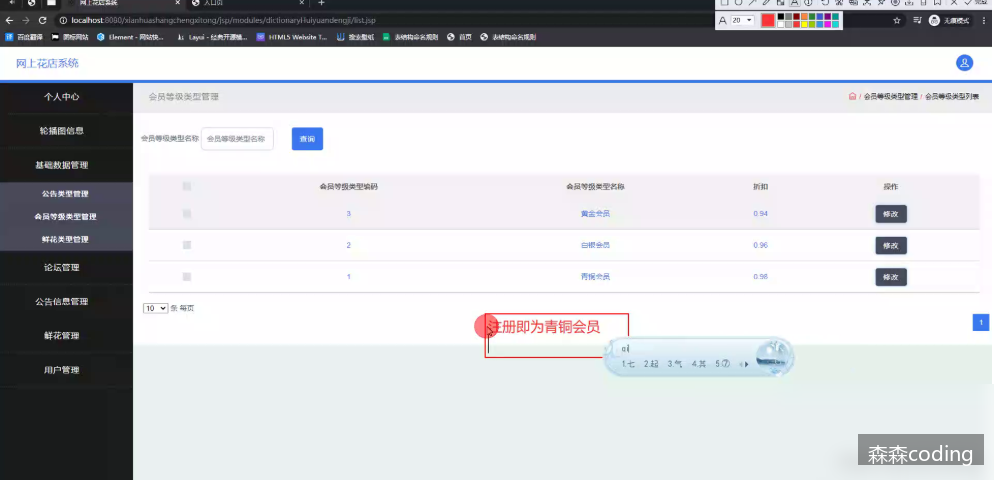 网上花店系统
入口页
20
localhost:8080/xianhuashangchengxitong/jsp/modules/dictionaryHuiyuandengji/list.jsp
无痕模式
百度翻译
图标网站
Element - 网站快...
Layui - 经典开源模...
HTML5 Website T...
表结构命名规则
首页
表结构命名规则
网上花店系统
个人中心
轮播图信息
基础数据管理
公告类型管理
会员等级类型管理
鲜花类型管理
论坛管理
公告信息管理
鲜花管理
用户管理
会员等级类型管理
/ 会员等级类型管理 / 会员等级类型列表
会员等级类型名称
会员等级类型名称
查询
会员等级类型编码 会员等级类型名称 折扣 操作
3 黄金会员 0.94 修改
2 白银会员 0.96 修改
1 青铜会员 0.98 修改
10 条 每页
1
注册即为青铜会员
qi
1.七 2.起 3.气 4.其 5.⑦
森森coding